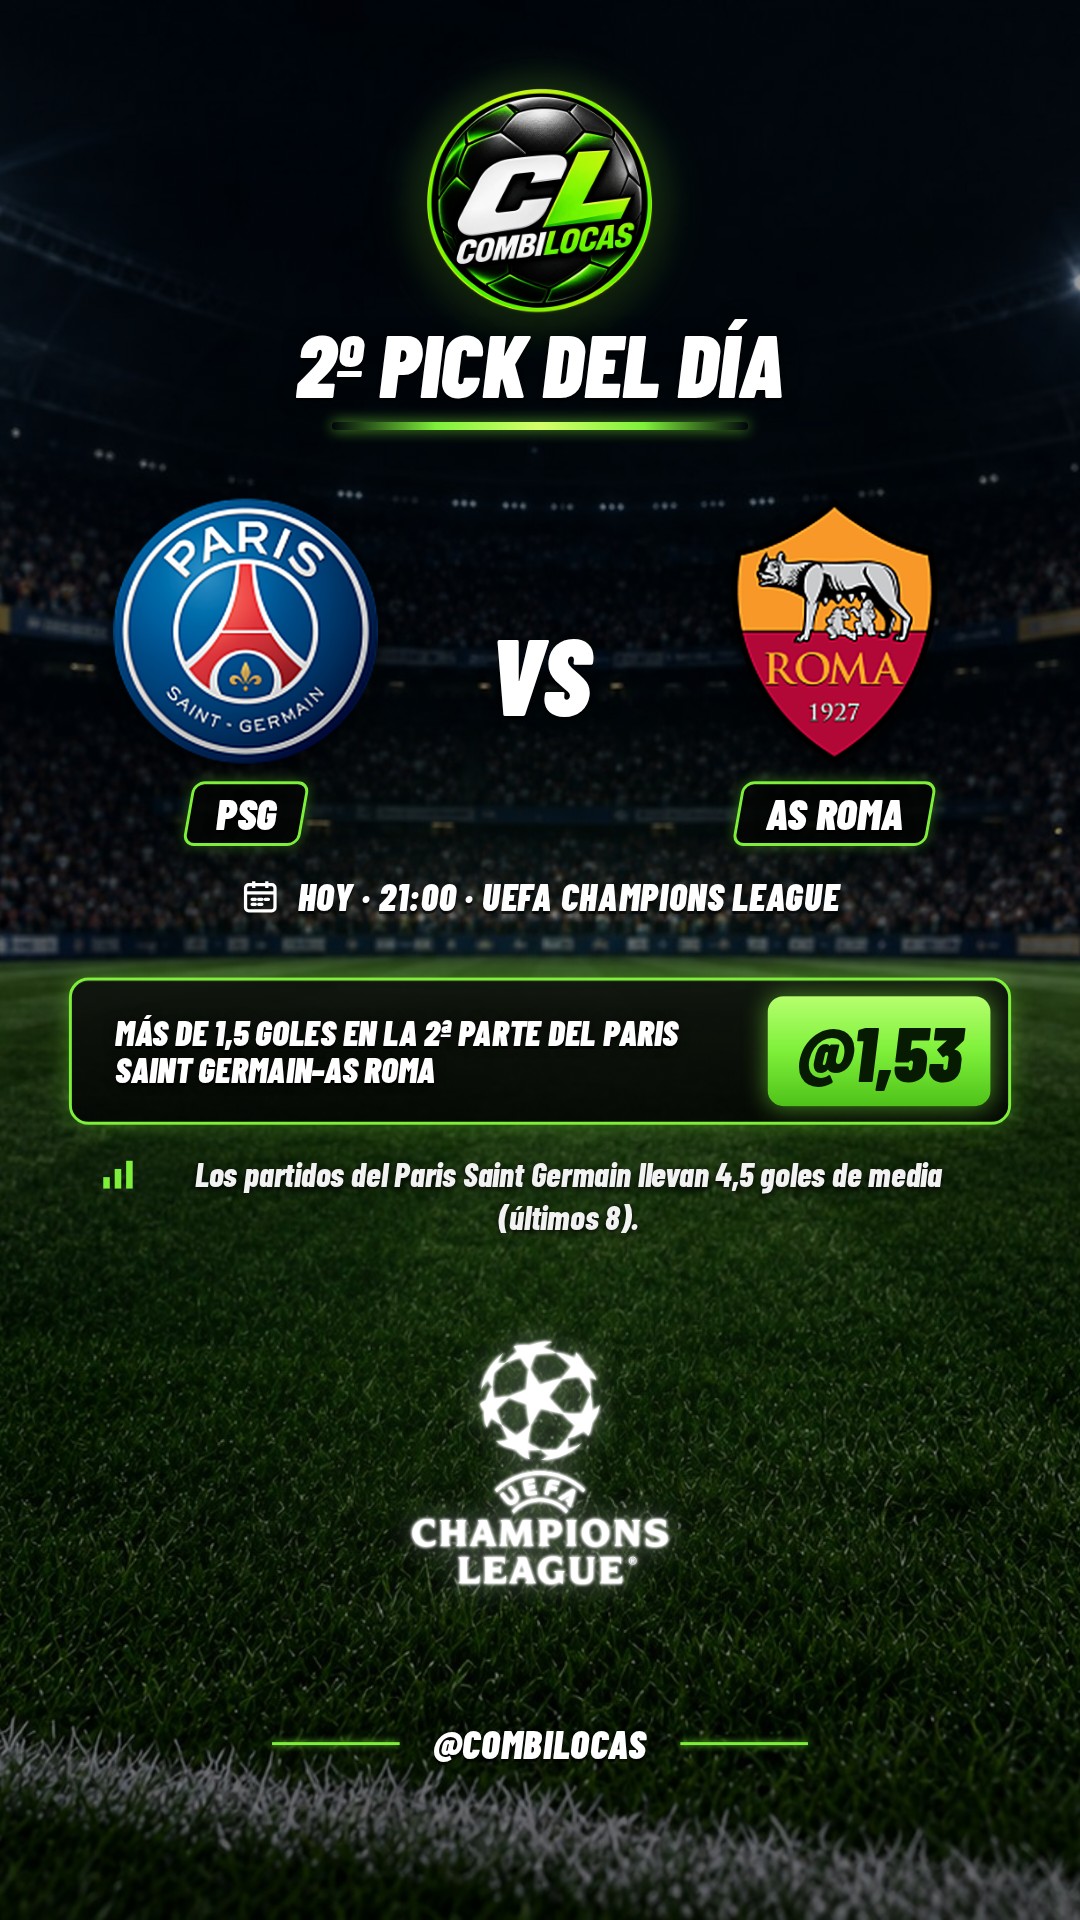 CL
COMBILOCAS
2º PICK DEL DÍA
PARIS
SAINT - GERMAIN
VS
ROMA
1927
PSG
AS ROMA
HOY · 21:00 · UEFA CHAMPIONS LEAGUE
MÁS DE 1,5 GOLES EN LA 2ª PARTE DEL PARIS
SAINT GERMAIN-AS ROMA
@1,53
Los partidos del Paris Saint Germain llevan 4,5 goles de media
(últimos 8).
UEFA
CHAMPIONS
LEAGUE®
@COMBILOCAS